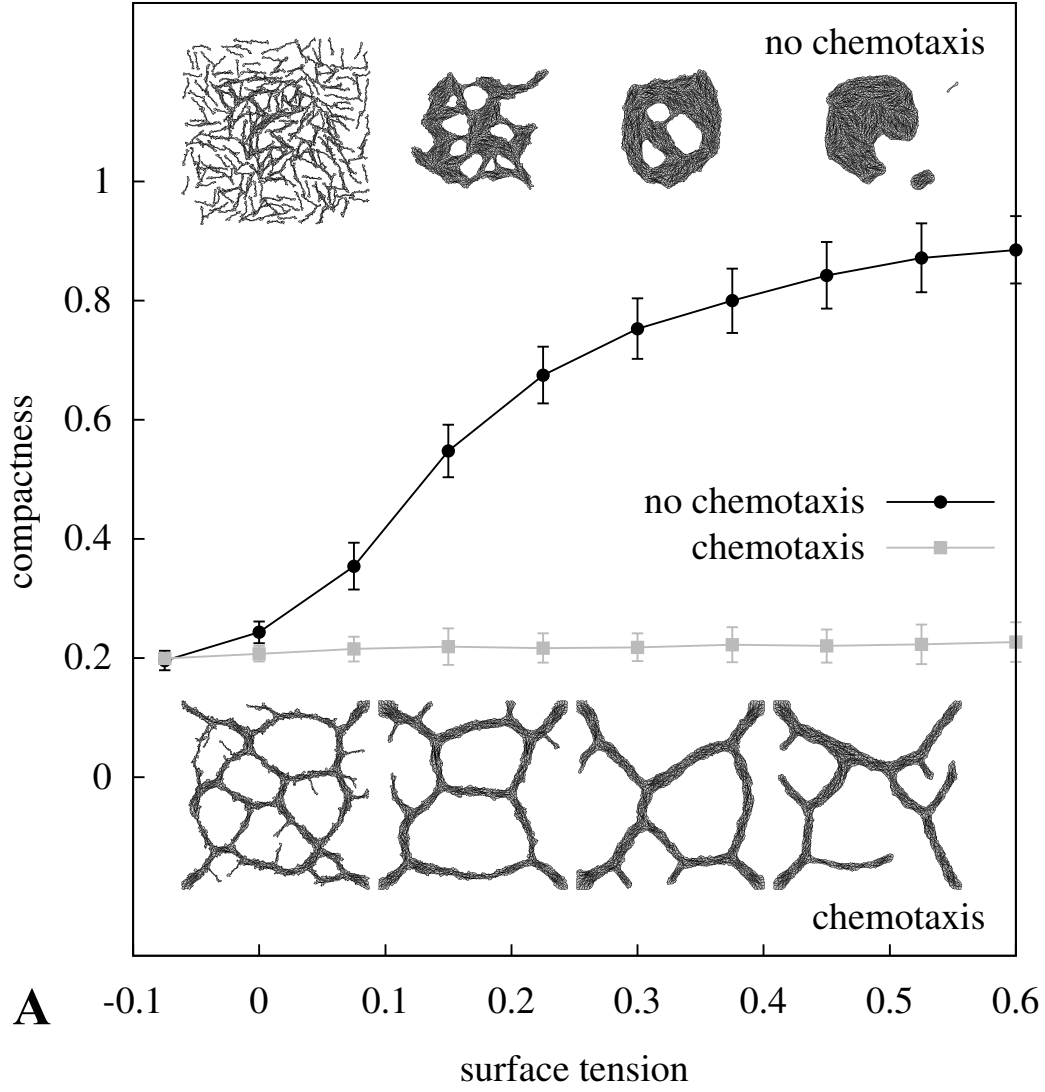 no chemotaxis
1
0.8
0.6
0.4
0.2
0
compactness
no chemotaxis
chemotaxis
chemotaxis
-0.1 0 0.1 0.2 0.3 0.4 0.5 0.6
A
surface tension